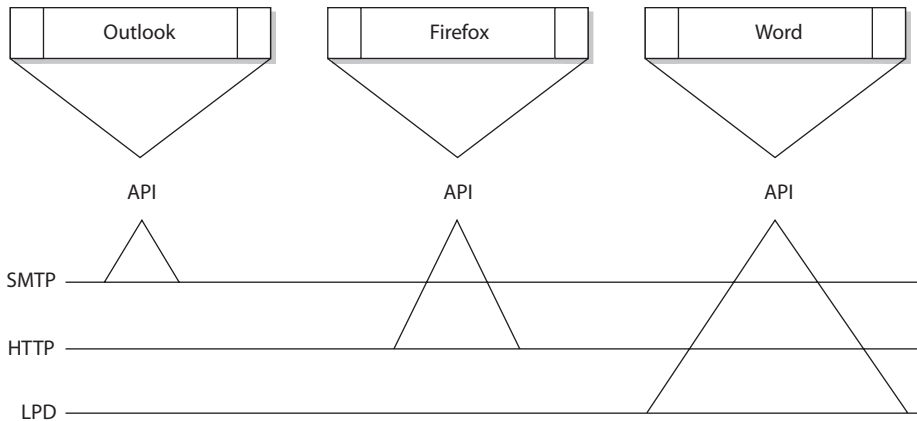 Outlook
Firefox
Word
API
API
API
SMTP
HTTP
LPD